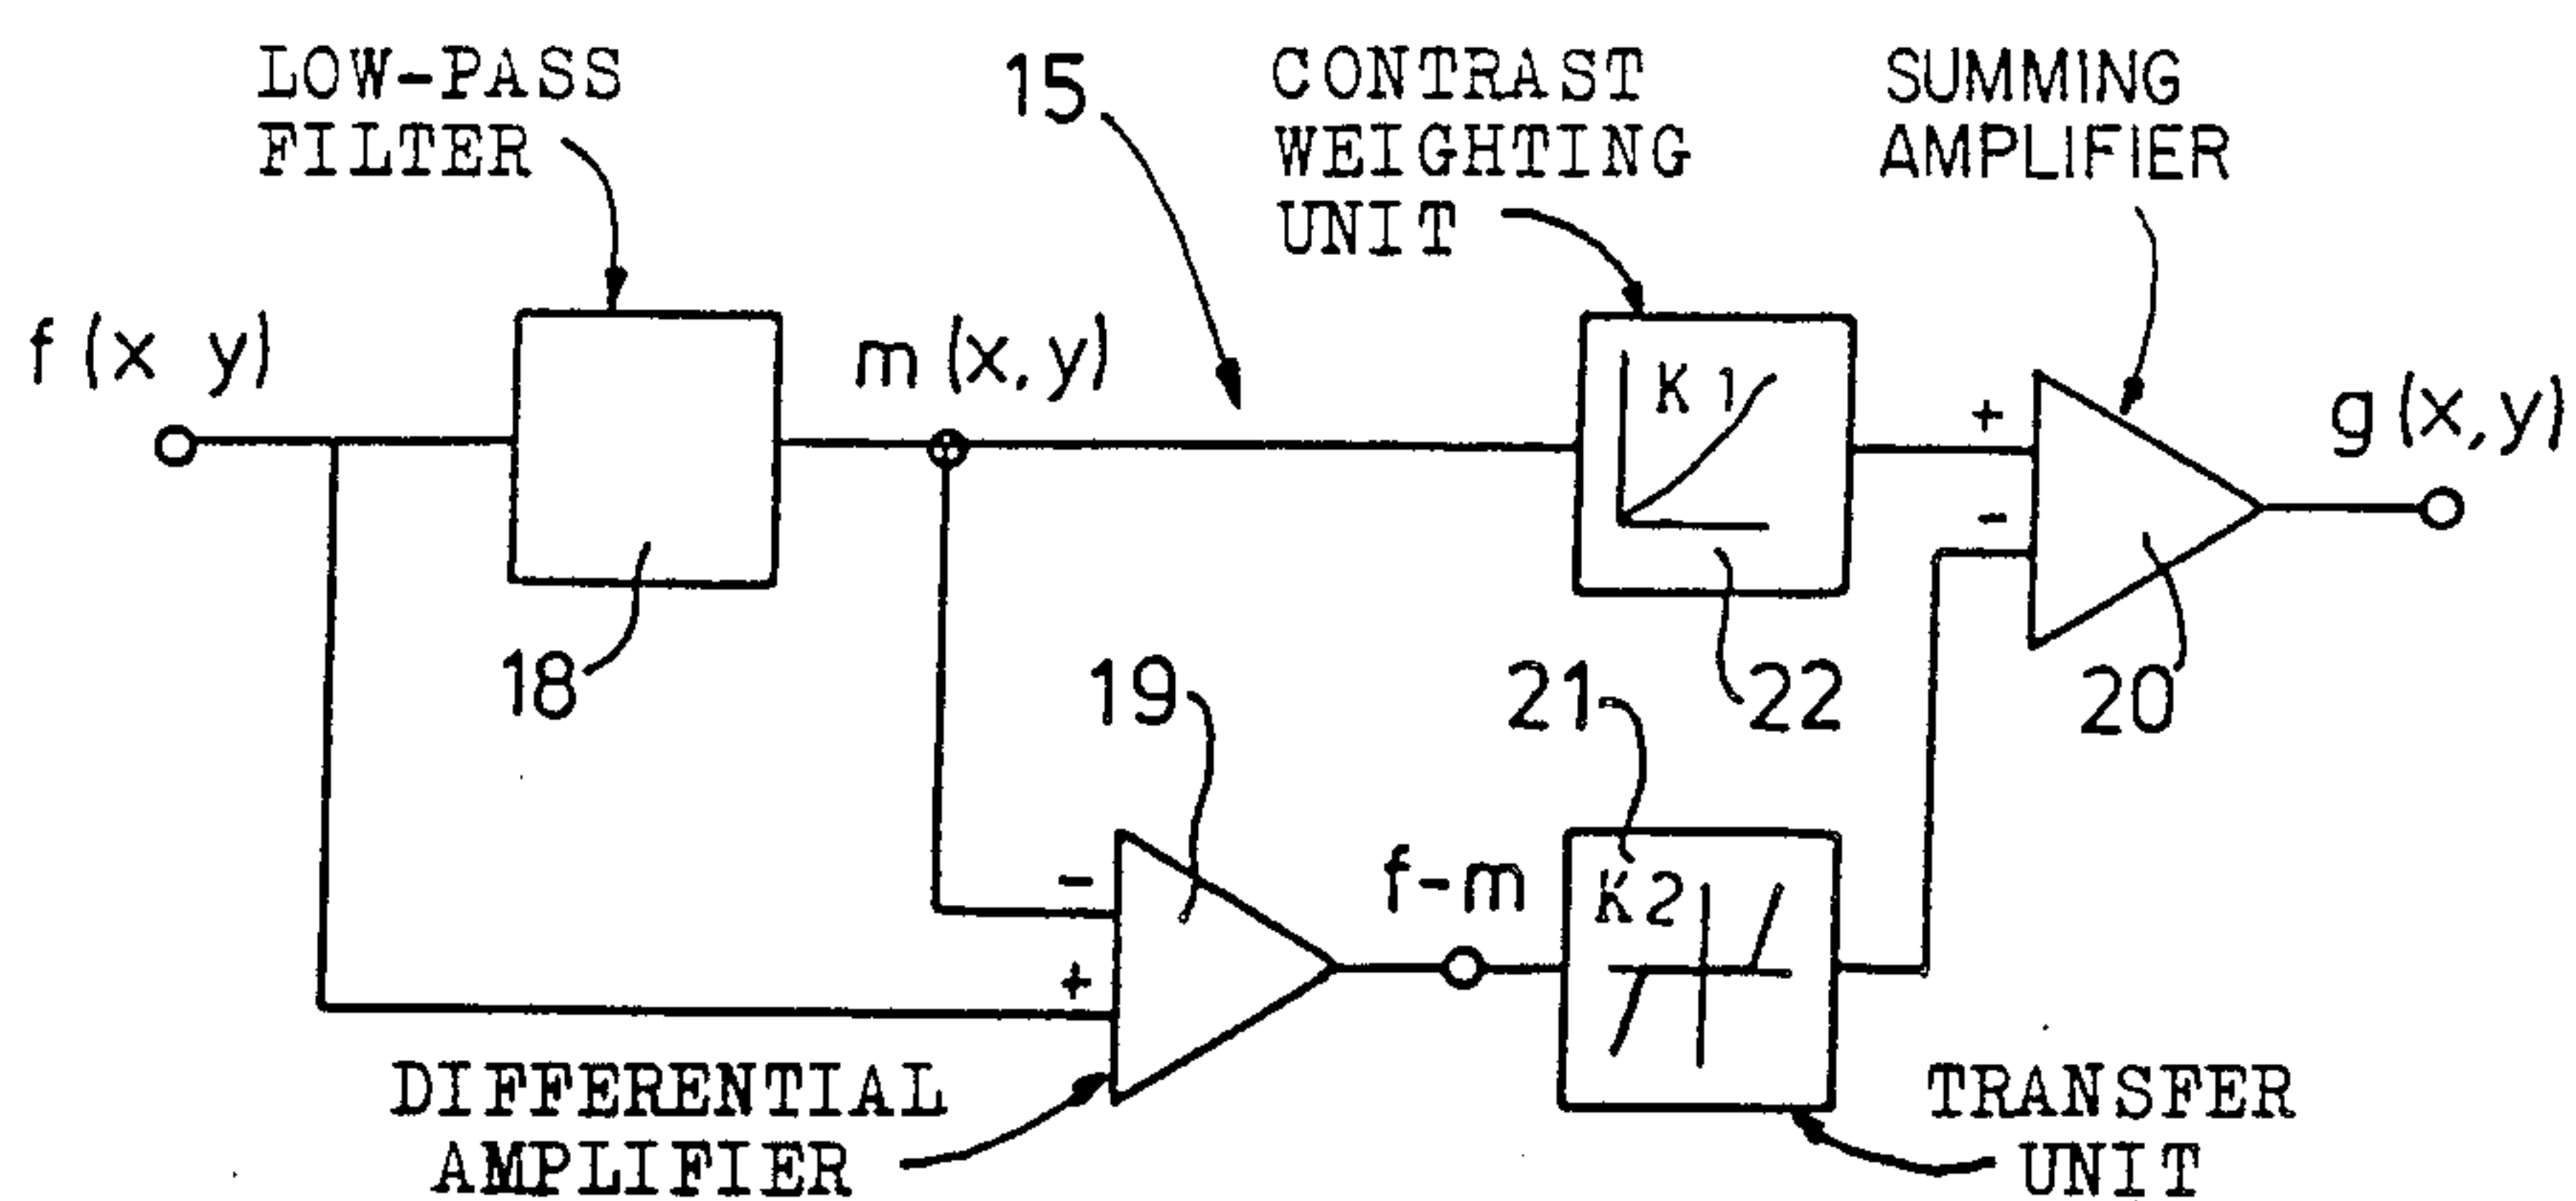 LOW-PASS
FILTER
15
CONTRAST
WEIGHTING
UNIT
SUMMING
AMPLIFIER
f (x y)
m (x, y)
K1
+
-
g (x, y)
18
19
21
22
20
-
+
f-m
K2
DIFFERENTIAL
AMPLIFIER
TRANSFER
UNIT